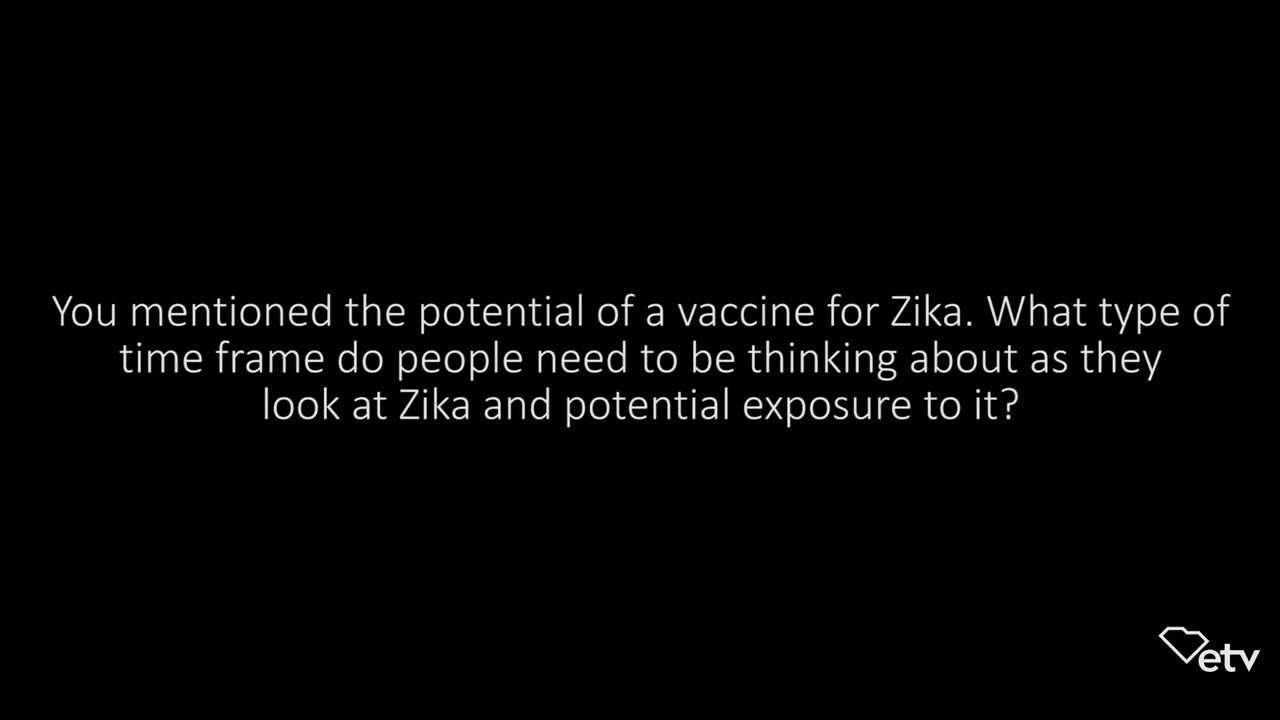 You mentioned the potential of a vaccine for Zika. What type of
time frame do people need to be thinking about as they
look at Zika and potential exposure to it?
etv